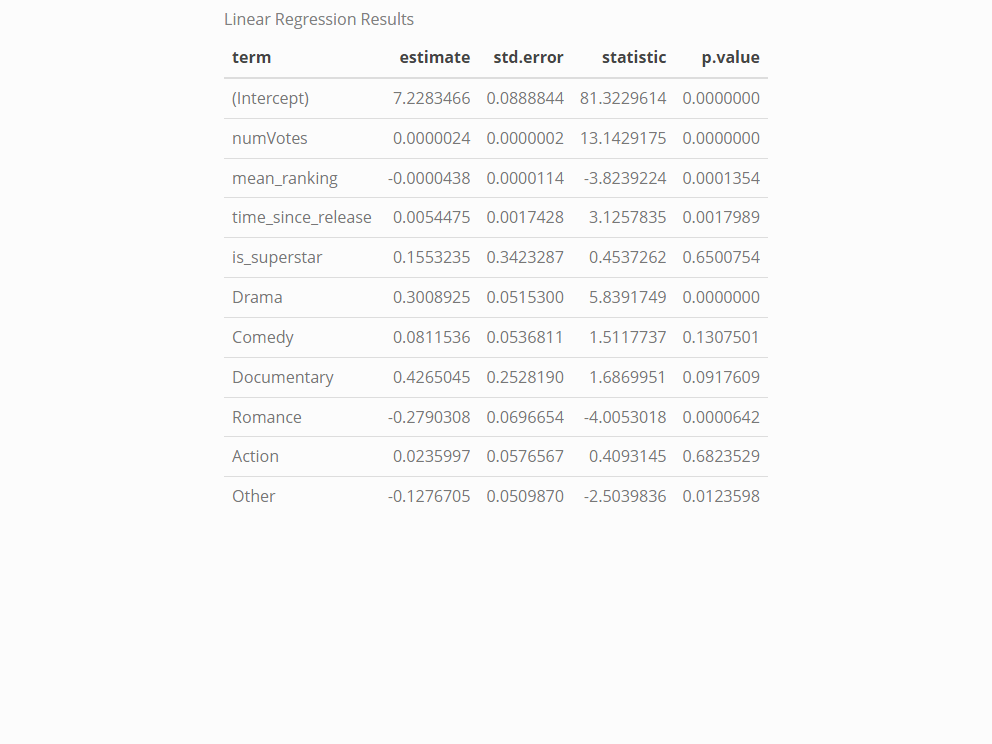 Linear Regression Results
term estimate std.error statistic p.value
(Intercept) 7.2283466 0.0888844 81.3229614 0.0000000
numVotes 0.0000024 0.0000002 13.1429175 0.0000000
mean_ranking -0.0000438 0.0000114 -3.8239224 0.0001354
time_since_release 0.0054475 0.0017428 3.1257835 0.0017989
is_superstar 0.1553235 0.3423287 0.4537262 0.6500754
Drama 0.3008925 0.0515300 5.8391749 0.0000000
Comedy 0.0811536 0.0536811 1.5117737 0.1307501
Documentary 0.4265045 0.2528190 1.6869951 0.0917609
Romance -0.2790308 0.0696654 -4.0053018 0.0000642
Action 0.0235997 0.0576567 0.4093145 0.6823529
Other -0.1276705 0.0509870 -2.5039836 0.0123598